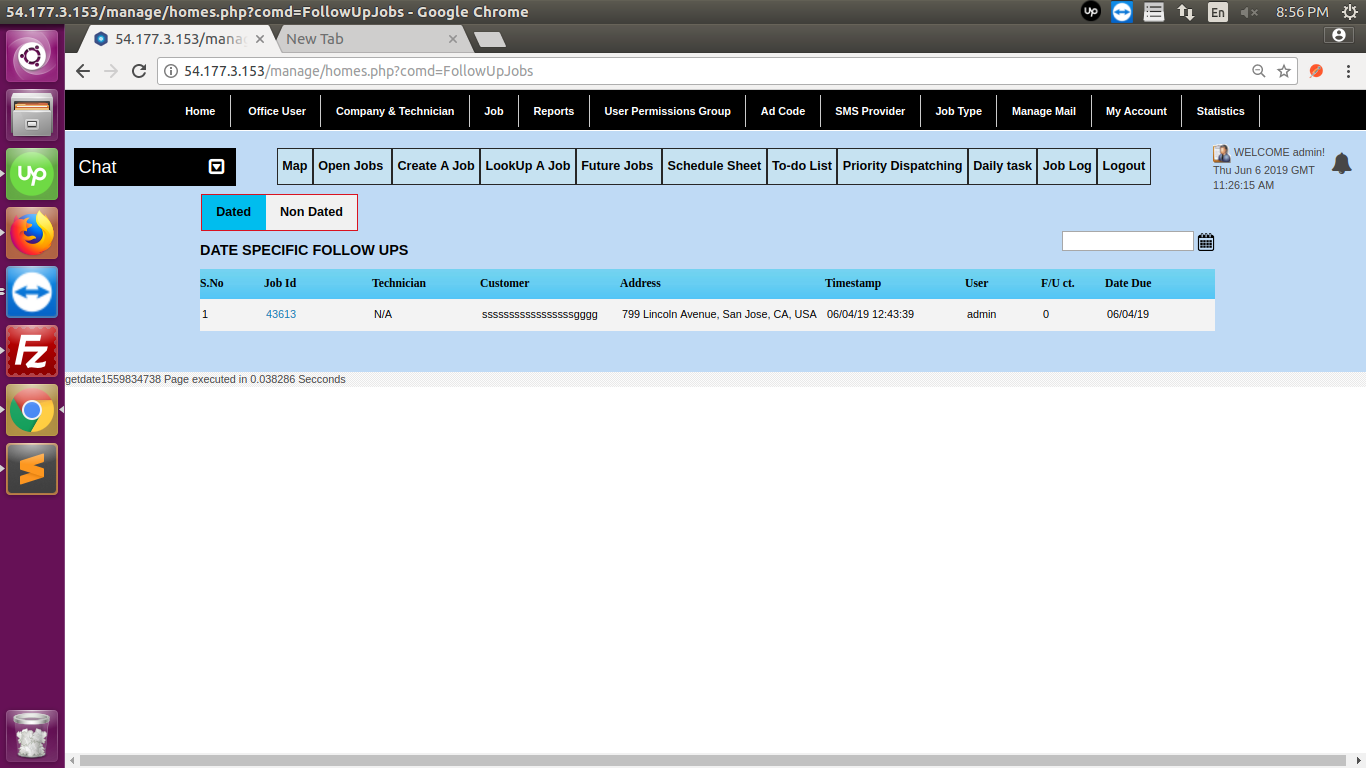 54.177.3.153/manage/homes.php?comd=FollowUpJobs - Google Chrome
Up En 8:56 PM
54.177.3.153/mana New Tab
54.177.3.153/manage/homes.php?comd=FollowUpJobs
Home Office User Company & Technician Job Reports User Permissions Group Ad Code SMS Provider Job Type Manage Mail My Account Statistics
Chat
Map Open Jobs Create A Job LookUp A Job Future Jobs Schedule Sheet To-do List Priority Dispatching Daily task Job Log Logout
WELCOME admin!
Thu Jun 6 2019 GMT
11:26:15 AM
Up
Fz
Dated Non Dated
DATE SPECIFIC FOLLOW UPS
S.No Job Id Technician Customer Address Timestamp User F/U ct. Date Due
1 43613 N/A sssssssssssssssssgggg 799 Lincoln Avenue, San Jose, CA, USA 06/04/19 12:43:39 admin 0 06/04/19
getdate1559834738 Page executed in 0.038286 Secconds